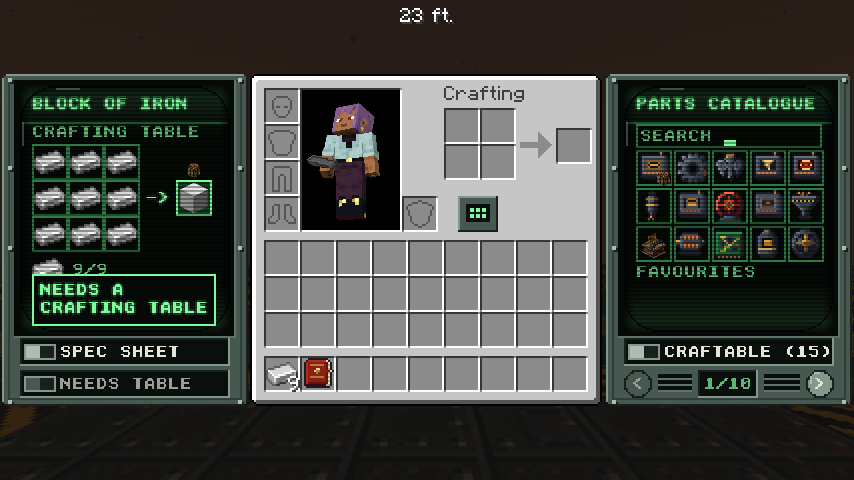 23 ft.
BLOCK OF IRON
CRAFTING TABLE
9/9
NEEDS A
CRAFTING TABLE
SPEC SHEET
NEEDS TABLE
Crafting
9
PARTS CATALOGUE
SEARCH
FAVOURITES
CRAFTABLE (15)
1/10